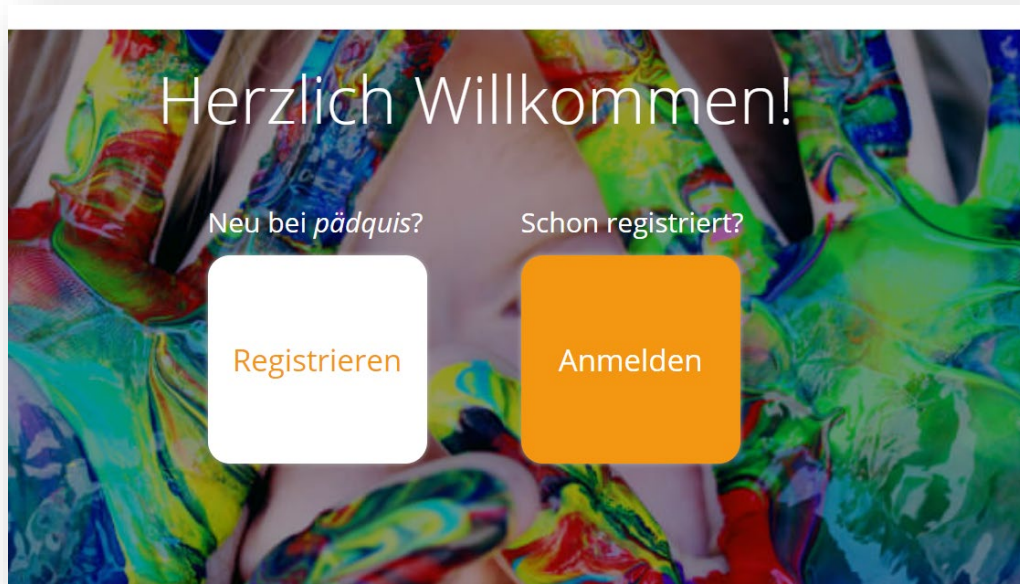 Herzlich Willkommen!
Neu bei pädquis?
Schon registriert?
Registrieren
Anmelden